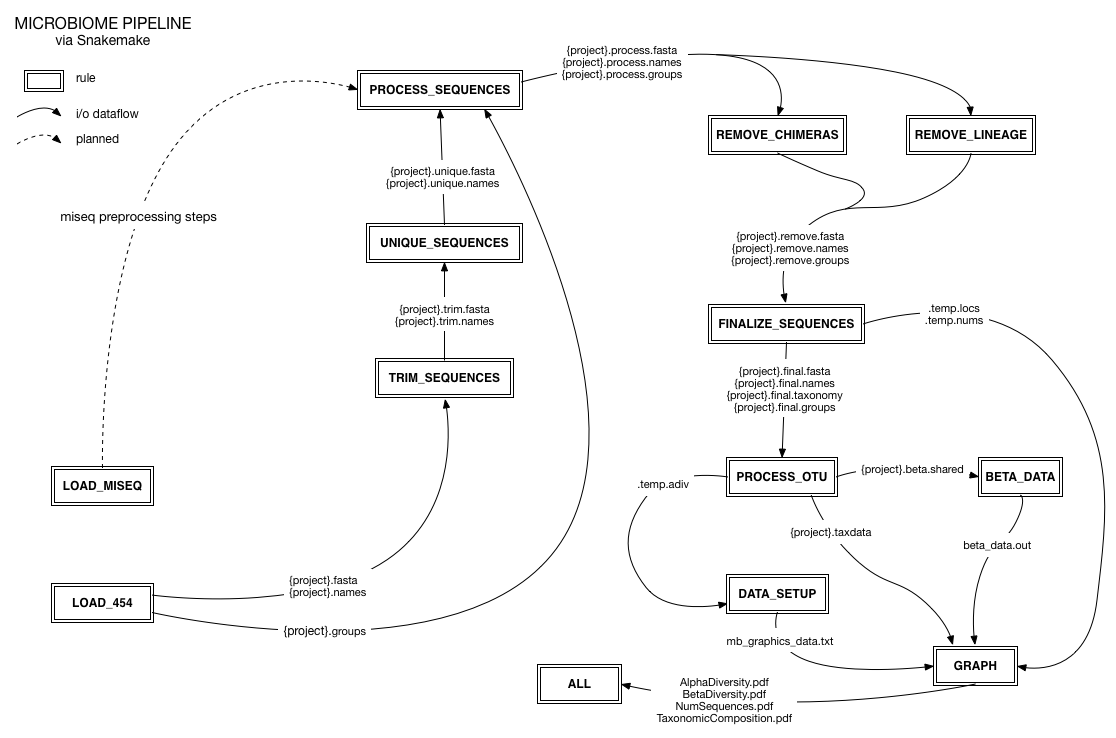 MICROBIOME PIPELINE
via Snakemake
rule
i/o dataflow
planned
miseq preprocessing steps
LOAD_MISEQ
LOAD_454
{project}.fasta
{project}.names
{project}.groups
TRIM_SEQUENCES
{project}.trim.fasta
{project}.trim.names
UNIQUE_SEQUENCES
{project}.unique.fasta
{project}.unique.names
PROCESS_SEQUENCES
{project}.process.fasta
{project}.process.names
{project}.process.groups
REMOVE_CHIMERAS
REMOVE_LINEAGE
{project}.remove.fasta
{project}.remove.names
{project}.remove.groups
FINALIZE_SEQUENCES
.temp.locs
.temp.nums
{project}.final.fasta
{project}.final.names
{project}.final.taxonomy
{project}.final.groups
PROCESS_OTU
{project}.beta.shared
BETA_DATA
.temp.adiv
{project}.taxdata
beta_data.out
DATA_SETUP
mb_graphics_data.txt
GRAPH
AlphaDiversity.pdf
BetaDiversity.pdf
NumSequences.pdf
TaxonomicComposition.pdf
ALL